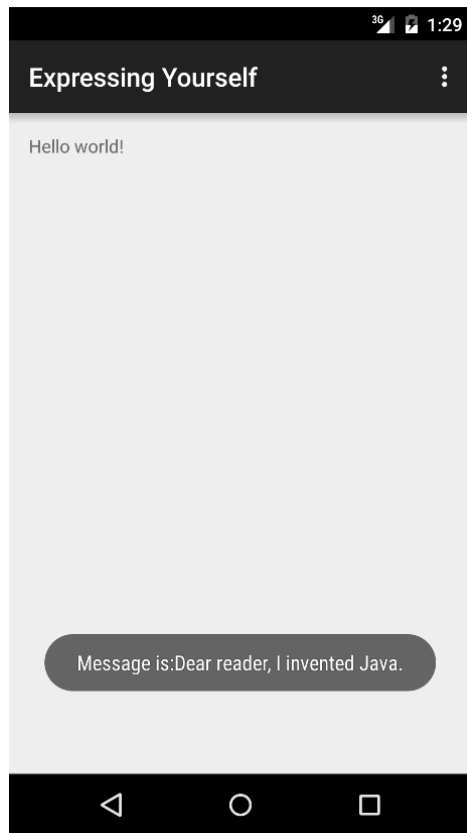 3G 1:29
Expressing Yourself
Hello world!
Message is:Dear reader, I invented Java.